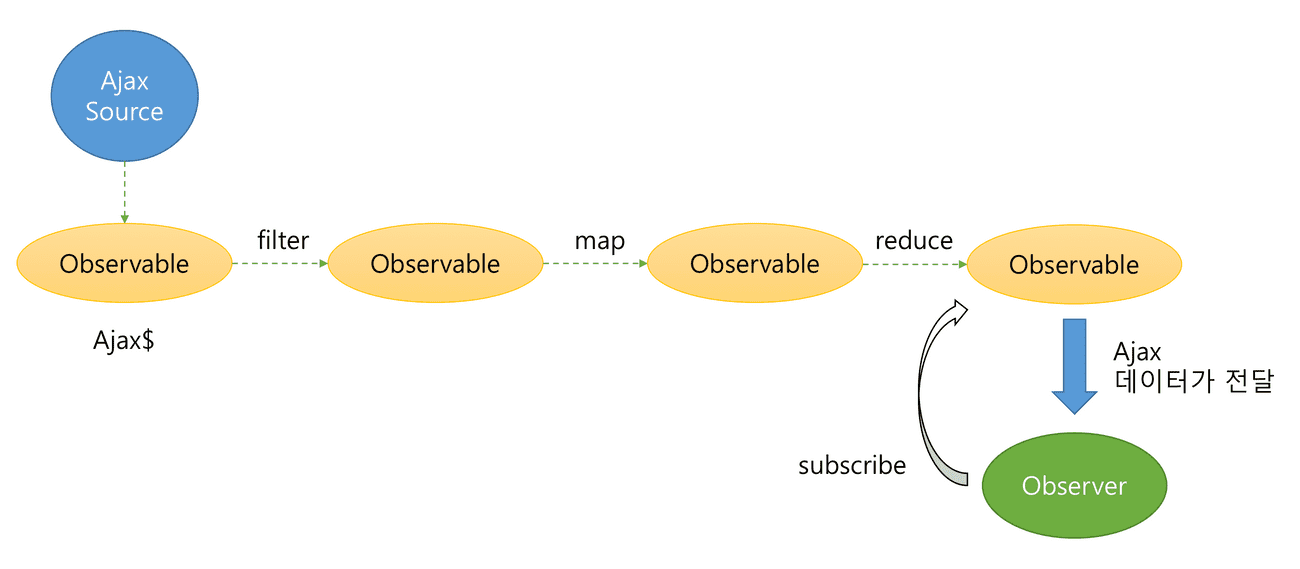 Ajax
Source
Observable
filter
Observable
map
Observable
reduce
Observable
Ajax$
Ajax
데이터가 전달
subscribe
Observer